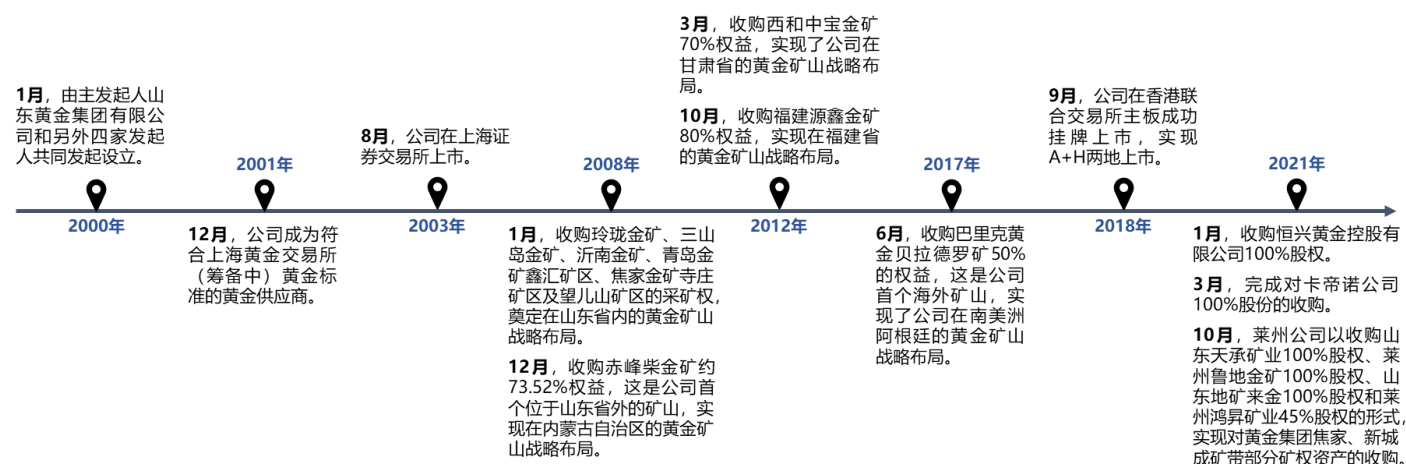 1月，由主发起人山
东黄金集团有限公
司和另外四家发起
人共同发起设立。
2000年
2001年
12月，公司成为符
合上海黄金交易所
（筹备中）黄金标
准的黄金供应商。
8月，公司在上海证
券交易所上市。
2003年
2008年
1月，收购玲珑金矿、三山
岛金矿、沂南金矿、青岛金
矿鑫汇矿区、焦家金矿寺庄
矿区及望儿山矿区的采矿权，
奠定在山东省内的黄金矿山
战略布局。
12月，收购赤峰柴金矿约
73.52%权益，这是公司首
个位于山东省外的矿山，实
现在内蒙古自治区的黄金矿
山战略布局。
3月，收购西和中宝金矿
70%权益，实现了公司在
甘肃省的黄金矿山战略布
局。
10月，收购福建源鑫金矿
80%权益，实现在福建省
的黄金矿山战略布局。
2012年
2017年
6月，收购巴里克黄
金贝拉德罗矿50%
的权益，这是公司
首个海外矿山，实
现了公司在南美洲
阿根廷的黄金矿山
战略布局。
9月，公司在香港联
合交易所主板成功
挂牌上市，实现
A+H两地上市。
2018年
2021年
1月，收购恒兴黄金控股有
限公司100%股权。
3月，完成对卡帝诺公司
100%股份的收购。
10月，莱州公司以收购山
东天承矿业100%股权、莱
州鲁地金矿100%股权、山
东地矿来金100%股权和莱
州鸿昇矿业45%股权的形式，
实现对黄金集团焦家、新城
成矿带部分矿权资产的收购。